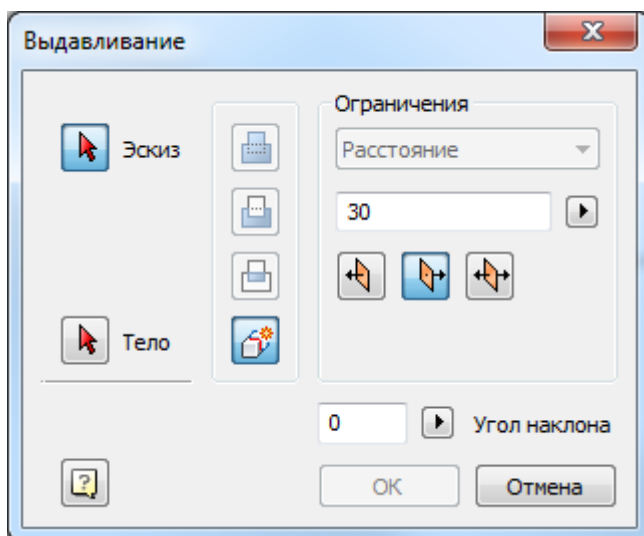 Выдавливание
Эскиз
Ограничения
Расстояние
30
Тело
0
Угол наклона
OK
Отмена